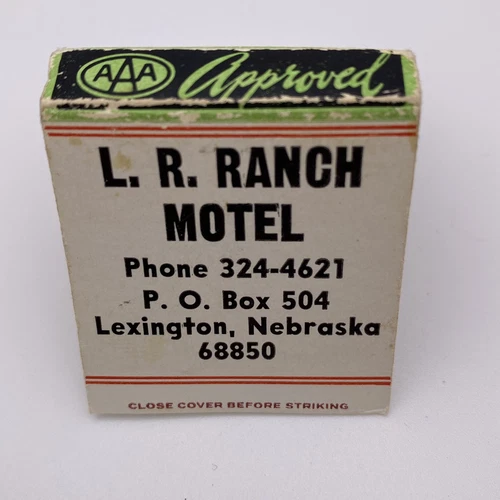 AAA Approved
L. R. RANCH
MOTEL
Phone 324-4621
P. O. Box 504
Lexington, Nebraska
68850
CLOSE COVER BEFORE STRIKING